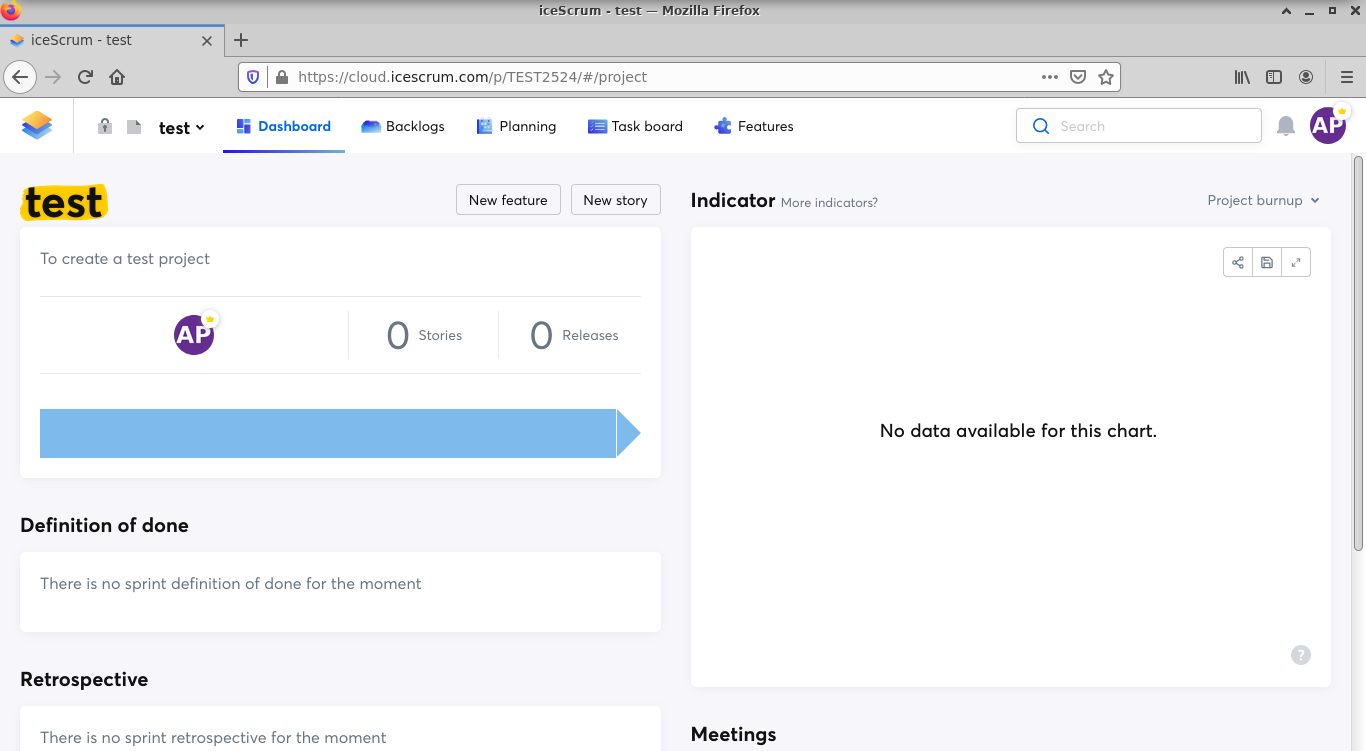 iceScrum - test — Mozilla Firefox
iceScrum - test
https://cloud.icescrum.com/p/TEST2524/#/project
test
Dashboard
Backlogs
Planning
Task board
Features
Search
AP
test
New feature
New story
To create a test project
AP
0 Stories
0 Releases
Definition of done
There is no sprint definition of done for the moment
Retrospective
There is no sprint retrospective for the moment
Indicator More indicators?
Project burnup
No data available for this chart.
?
Meetings